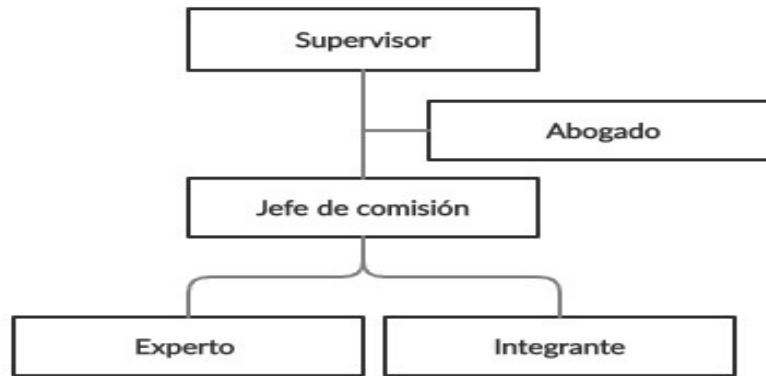 Supervisor
Abogado
Jefe de comisión
Experto
Integrante